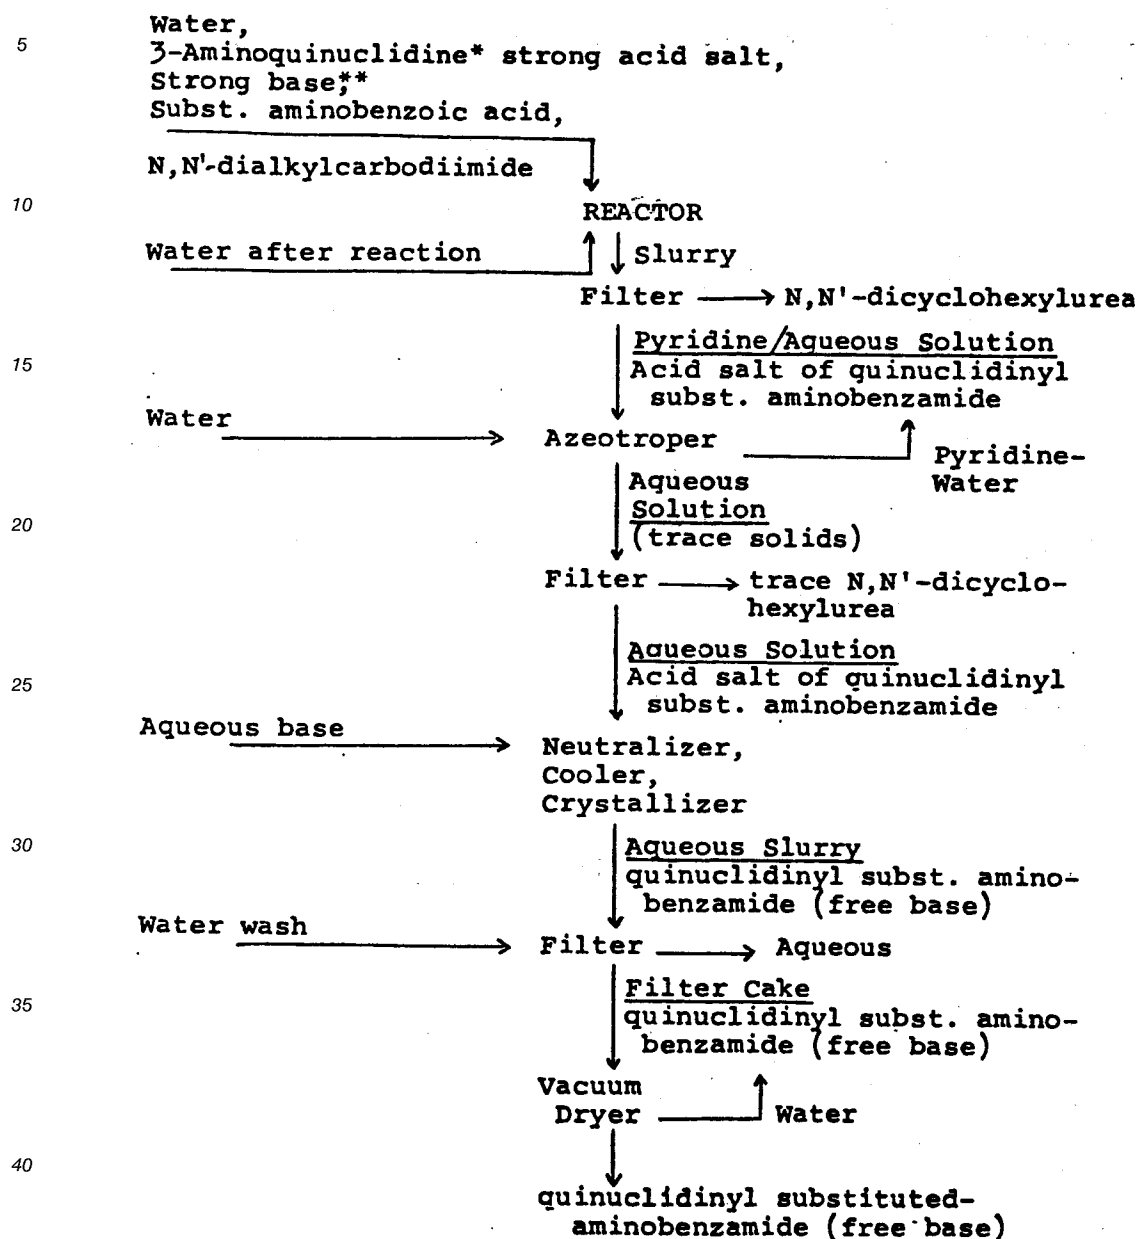 5
Water,
3-Aminoquinuclidine* strong acid salt,
Strong base,**
Subst. aminobenzoic acid,
N,N'-dialkylcarbodiimide
10
REACTOR
Water after reaction
Slurry
Filter
N,N'-dicyclohexylurea
15
Pyridine/Aqueous Solution
Acid salt of quinuclidinyl
subst. aminobenzamide
Water
Azeotroper
Pyridine-
Water
Aqueous
Solution
(trace solids)
20
Filter
trace N,N'-dicyclo-
hexylurea
Aqueous Solution
Acid salt of quinuclidinyl
subst. aminobenzamide
25
Aqueous base
Neutralizer,
Cooler,
Crystallizer
30
Aqueous Slurry
quinuclidinyl subst. amino-
benzamide (free base)
Water wash
Filter
Aqueous
35
Filter Cake
quinuclidinyl subst. amino-
benzamide (free base)
Vacuum
Dryer
Water
40
quinuclidinyl substituted-
aminobenzamide (free base)